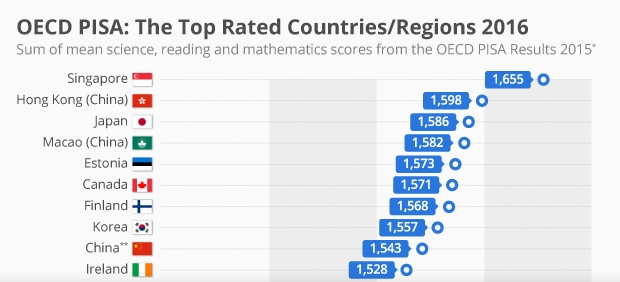 OECD PISA: The Top Rated Countries/Regions 2016
Sum of mean science, reading and mathematics scores from the OECD PISA Results 2015*
Singapore 1,655
Hong Kong (China) 1,598
Japan 1,586
Macao (China) 1,582
Estonia 1,573
Canada 1,571
Finland 1,568
Korea 1,557
China** 1,543
Ireland 1,528